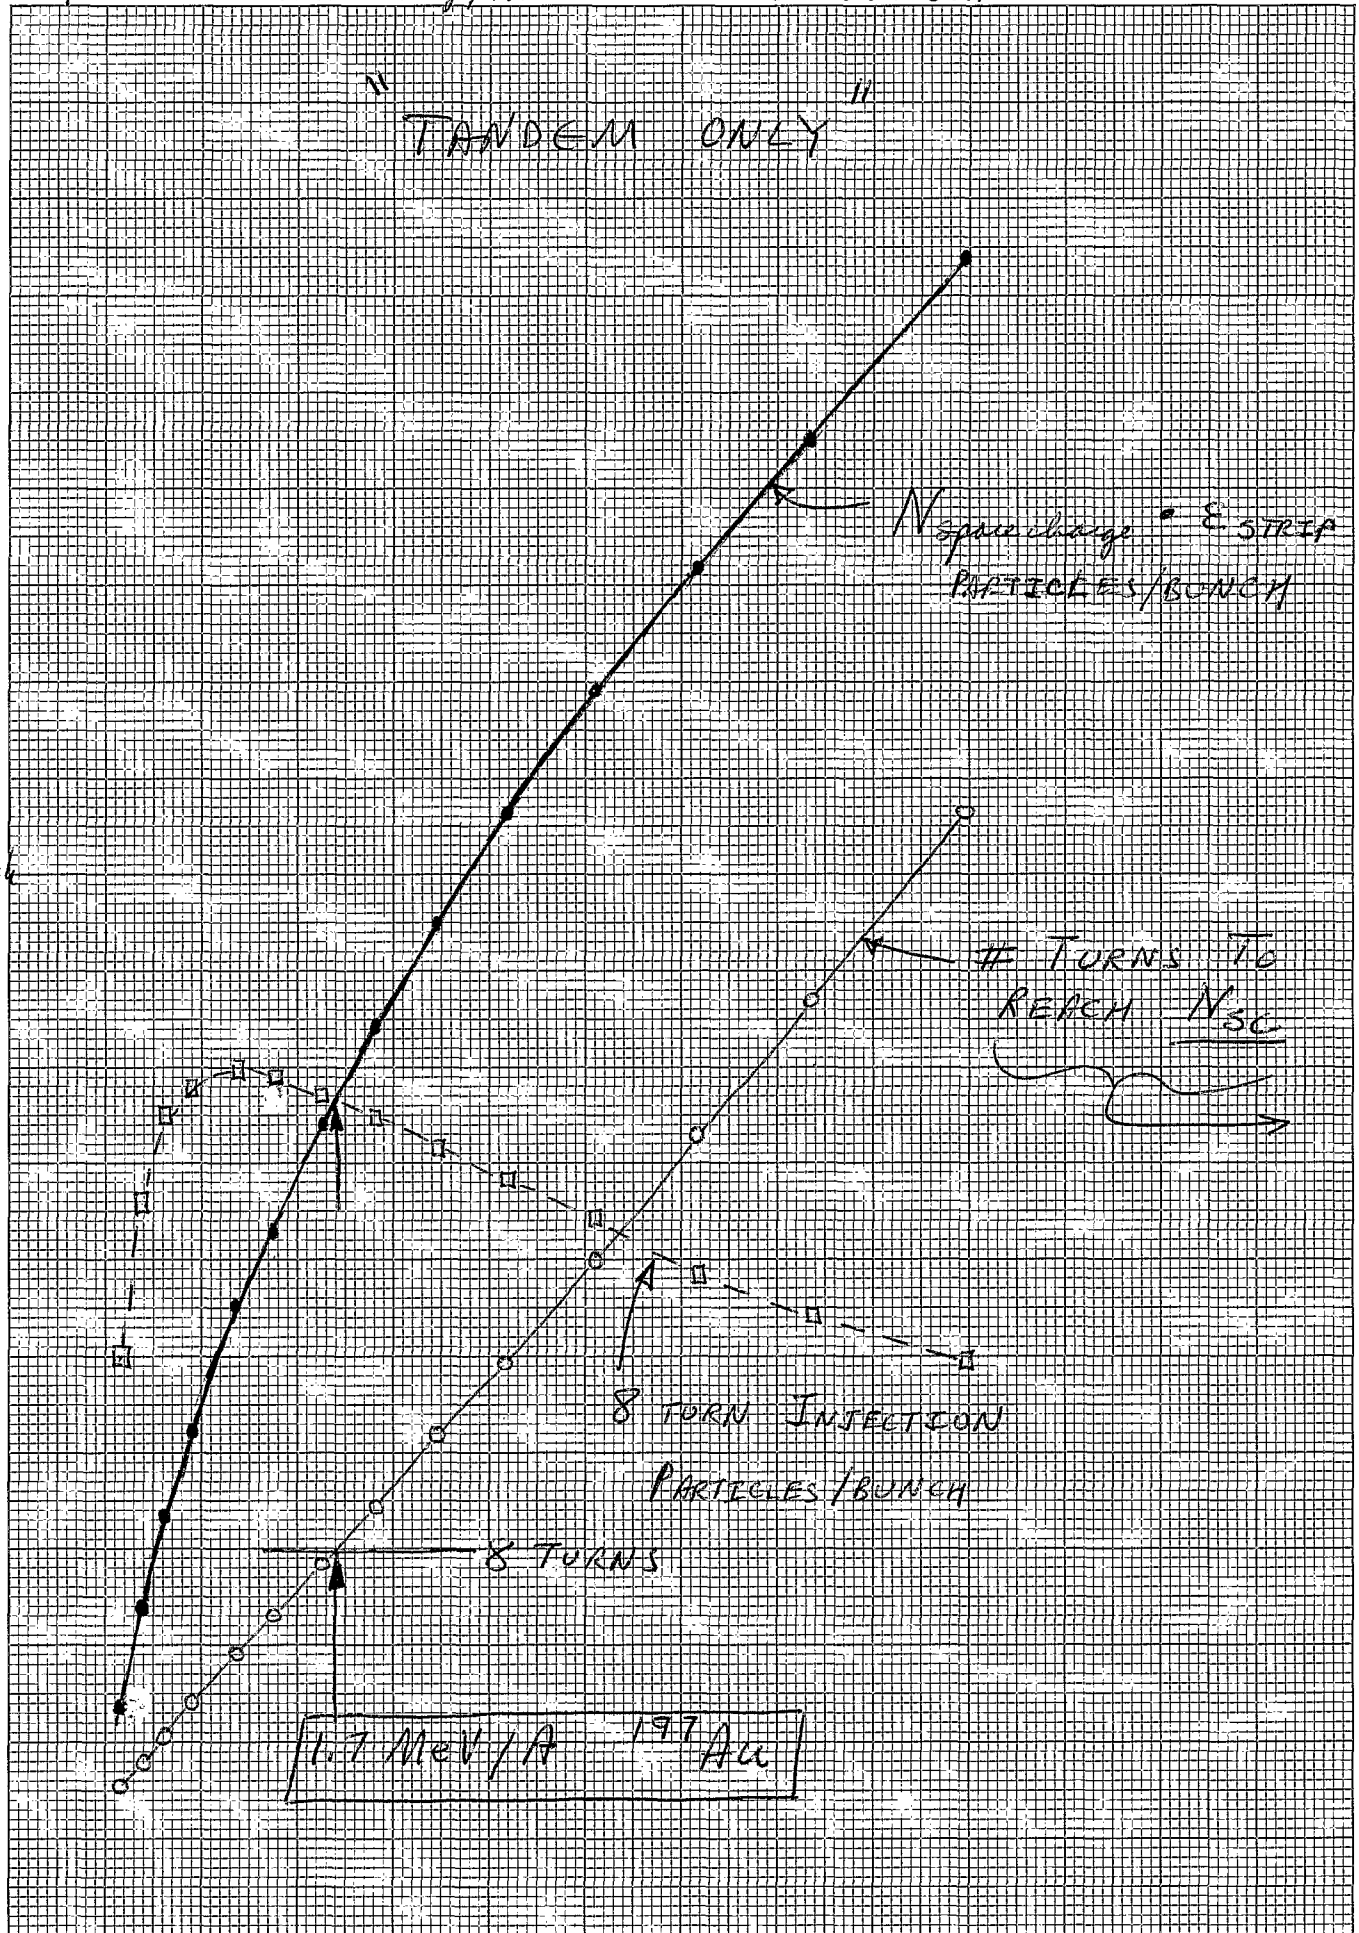 " "
TANDEM ONLY
N space charge · ε STRIP
PARTICLES/BUNCH
# TURNS TO
REACH N SC
8 TURN INJECTION
PARTICLES/BUNCH
8 TURNS
1.7 MeV/A 197Au